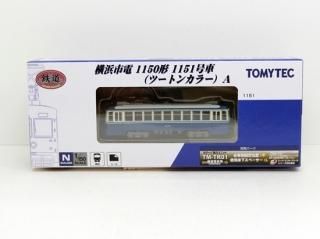 鉄道
横浜市電 1150形 1151号車
(ツートンカラー) A
TOMYTEC
1151
N
TM-TR01